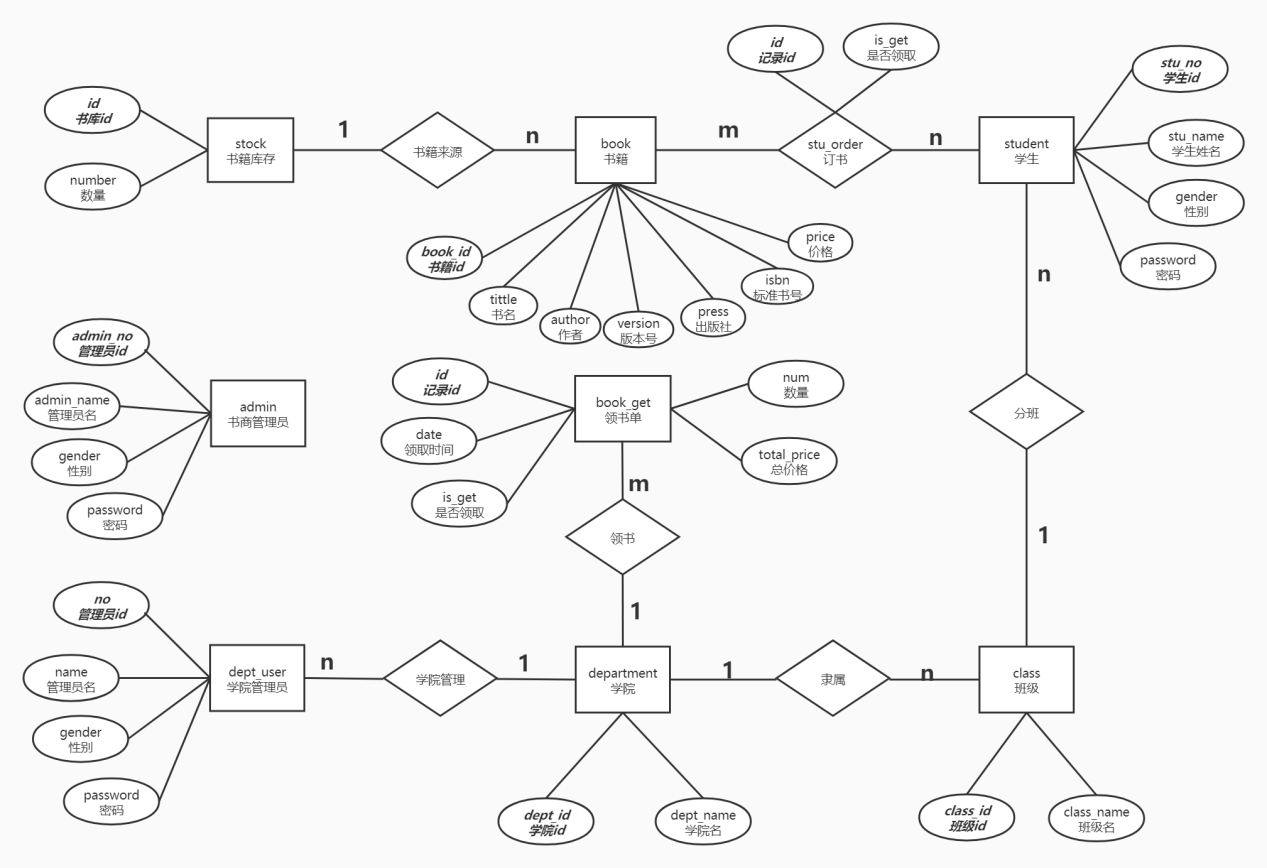 id
记录id
is_get
是否领取
stu_no
学生id
id
书库id
number
数量
stock
书籍库存
1
书籍来源
n
book
书籍
m
stu_order
订书
n
student
学生
stu_name
学生姓名
gender
性别
password
密码
book_id
书籍id
tittle
书名
author
作者
version
版本号
press
出版社
isbn
标准书号
price
价格
n
admin_no
管理员id
admin_name
管理员名
gender
性别
password
密码
admin
书商管理员
id
记录id
date
领取时间
is_get
是否领取
book_get
领书单
num
数量
total_price
总价格
分班
m
领书
1
1
no
管理员id
name
管理员名
gender
性别
password
密码
dept_user
学院管理员
n
学院管理
1
department
学院
1
隶属
n
class
班级
dept_id
学院id
dept_name
学院名
class_id
班级id
class_name
班级名